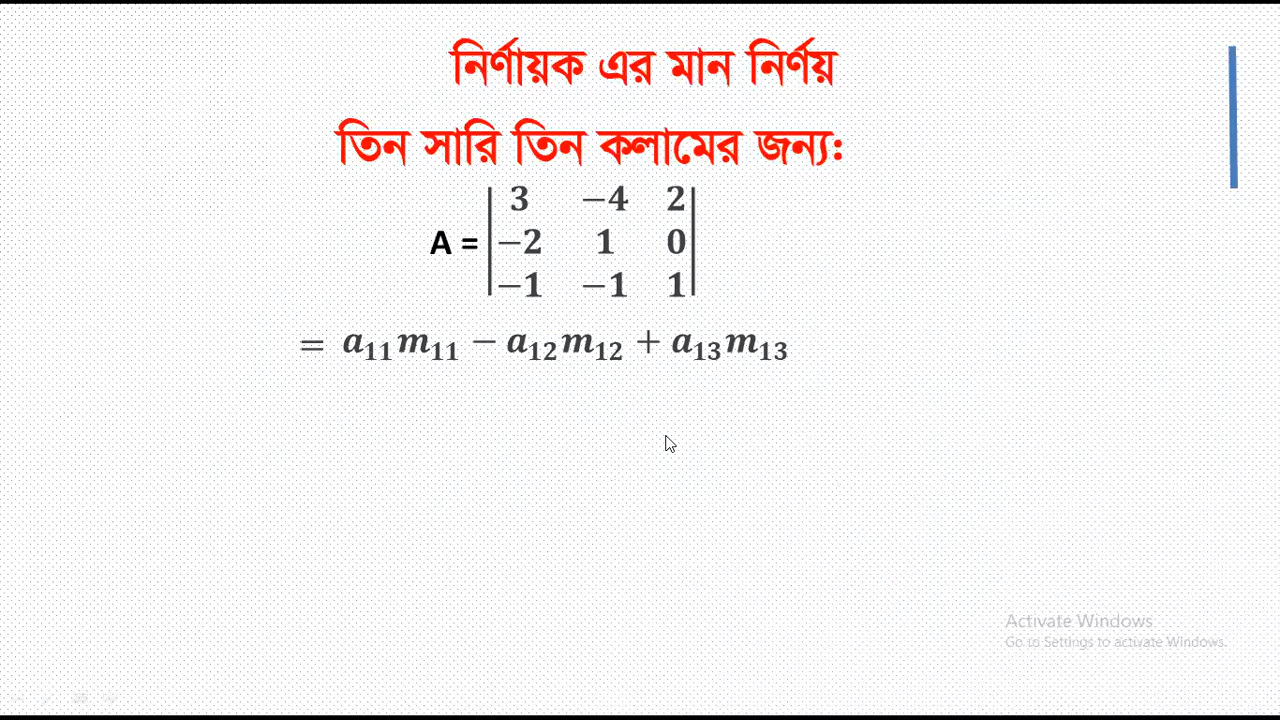 নির্ণায়ক এর মান নির্ণয়
তিন সারি তিন কলামের জন্য:
A = | 3 −4 2 |
| −2 1 0 |
| −1 −1 1 |
= a₁₁m₁₁ − a₁₂m₁₂ + a₁₃m₁₃
Activate Windows
Go to Settings to activate Windows.